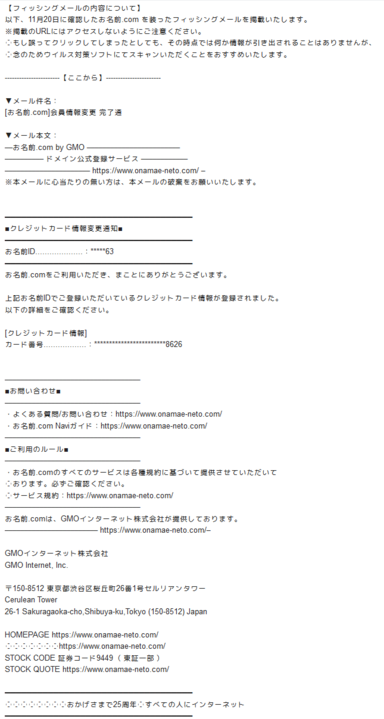 【フィッシングメールの内容について】
以下、11月20日に確認したお名前.com を装ったフィッシングメールを掲載いたします。
※掲載のURLにはアクセスしないようにご注意ください。
⁛もし誤ってクリックしてしまったとしても、その時点では何か情報が引き出されることはありませんが、
⁛念のためウイルス対策ソフトにてスキャンいただくことをおすすめいたします。
-----------------------【ここから】-----------------------
▼メール件名：
[お名前.com]会員情報変更 完了通
▼メール本文：
―お名前.com by GMO ―――――――――――――
―――――― ドメイン公式登録サービス ―――――――
――――――――――――― https://www.onamae-neto.com/ –
※本メールに心当たりの無い方は、本メールの破棄をお願いいたします。
━━━━━━━━━━━━━━━━━━━━━━━━━━
■クレジットカード情報変更通知■
━━━━━━━━━━━━━━━━━━━━━━━━━━
お名前ID………………：*****63
━━━━━━━━━━━━━━━━━━━━━━━━━━
お名前.comをご利用いただき、まことにありがとうございます。
上記お名前IDでご登録いただいているクレジットカード情報が登録されました。
以下の詳細をご確認ください。
[クレジットカード情報]
カード番号………………：************************8626
―――――――――――――――――――
■お問い合わせ■
―――――――――――――――――――
・よくある質問/お問い合わせ：https://www.onamae-neto.com/
・お名前.com Naviガイド：https://www.onamae-neto.com/
―――――――――――――――――――
■ご利用のルール■
―――――――――――――――――――
・お名前.comのすべてのサービスは各種規約に基づいて提供させていただいて
⁛おります。必ずご確認ください。
⁛サービス規約：https://www.onamae-neto.com/
―――――――――――――――――――
お名前.comは、GMOインターネット株式会社が提供しております。
―――――――――――――― https://www.onamae-neto.com/–
GMOインターネット株式会社
GMO Internet, Inc.
〒150-8512 東京都渋谷区桜丘町26番1号セルリアンタワー
Cerulean Tower
26-1 Sakuragaoka-cho,Shibuya-ku,Tokyo (150-8512) Japan
HOMEPAGE https://www.onamae-neto.com/
⁛⁛⁛⁛⁛⁛⁛https://www.onamae-neto.com/
STOCK CODE 証券コード9449（ 東証一部 ）
STOCK QUOTE https://www.onamae-neto.com/
━━━━━━━━━━━━━━━━━━━━━━━━━━
⁛⁛⁛⁛⁛⁛⁛⁛おかげさまで25周年⁛すべての人にインターネット
━━━━━━━━━━━━━━━━━━━━━━━━━━